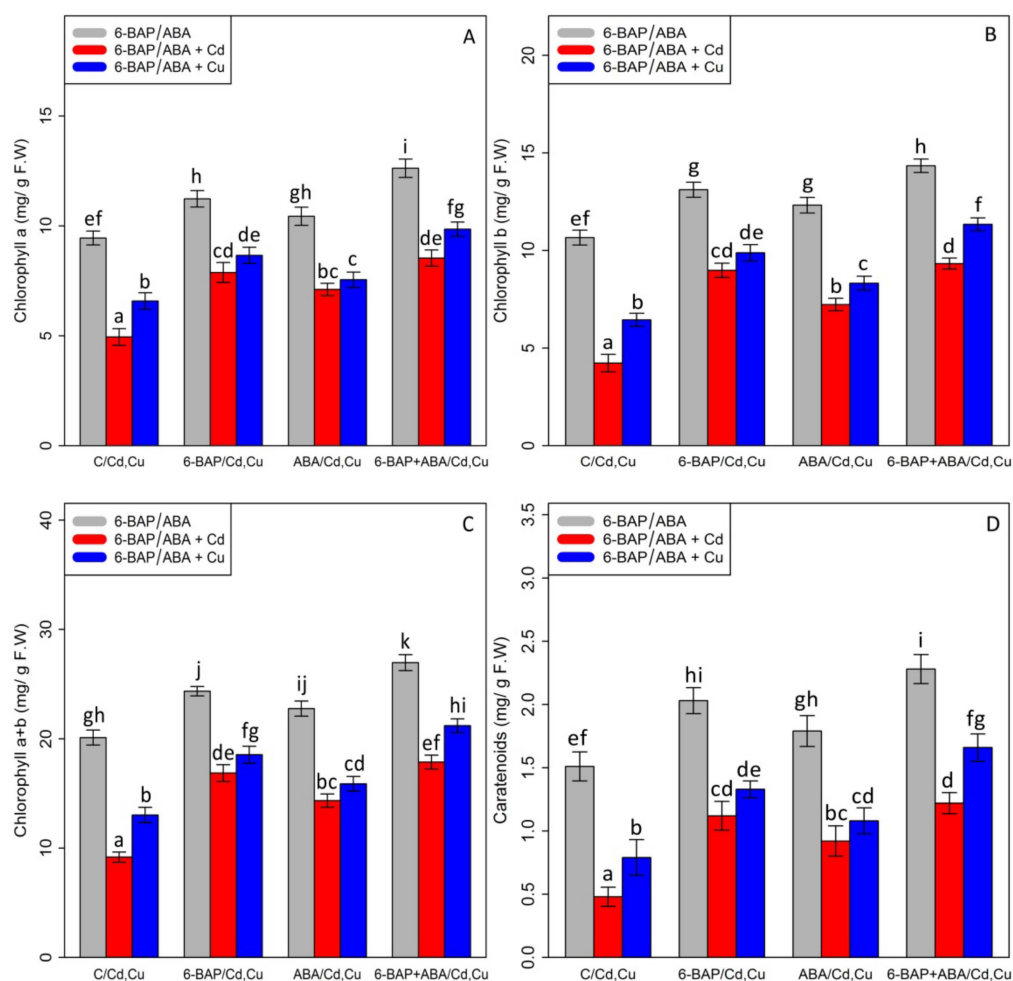 6-BAP/ABA
6-BAP/ABA + Cd
6-BAP/ABA + Cu
A
Chlorophyll a (mg/ g F.W)
15
10
5
0
ef
a
b
h
cd
de
gh
bc
c
i
de
fg
C/Cd,Cu
6-BAP/Cd,Cu
ABA/Cd,Cu
6-BAP+ABA/Cd,Cu
6-BAP/ABA
6-BAP/ABA + Cd
6-BAP/ABA + Cu
B
Chlorophyll b (mg/ g F.W)
20
15
10
5
0
ef
a
b
g
cd
de
g
b
c
h
d
f
C/Cd,Cu
6-BAP/Cd,Cu
ABA/Cd,Cu
6-BAP+ABA/Cd,Cu
6-BAP/ABA
6-BAP/ABA + Cd
6-BAP/ABA + Cu
C
Chlorophyll a+b (mg/ g F.W)
40
30
20
10
0
gh
a
b
j
de
fg
ij
bc
cd
k
ef
hi
C/Cd,Cu
6-BAP/Cd,Cu
ABA/Cd,Cu
6-BAP+ABA/Cd,Cu
6-BAP/ABA
6-BAP/ABA + Cd
6-BAP/ABA + Cu
D
Caratenoids (mg/ g F.W)
3.5
3.0
2.5
2.0
1.5
1.0
0.5
0.0
ef
a
b
hi
cd
de
gh
bc
cd
i
d
fg
C/Cd,Cu
6-BAP/Cd,Cu
ABA/Cd,Cu
6-BAP+ABA/Cd,Cu